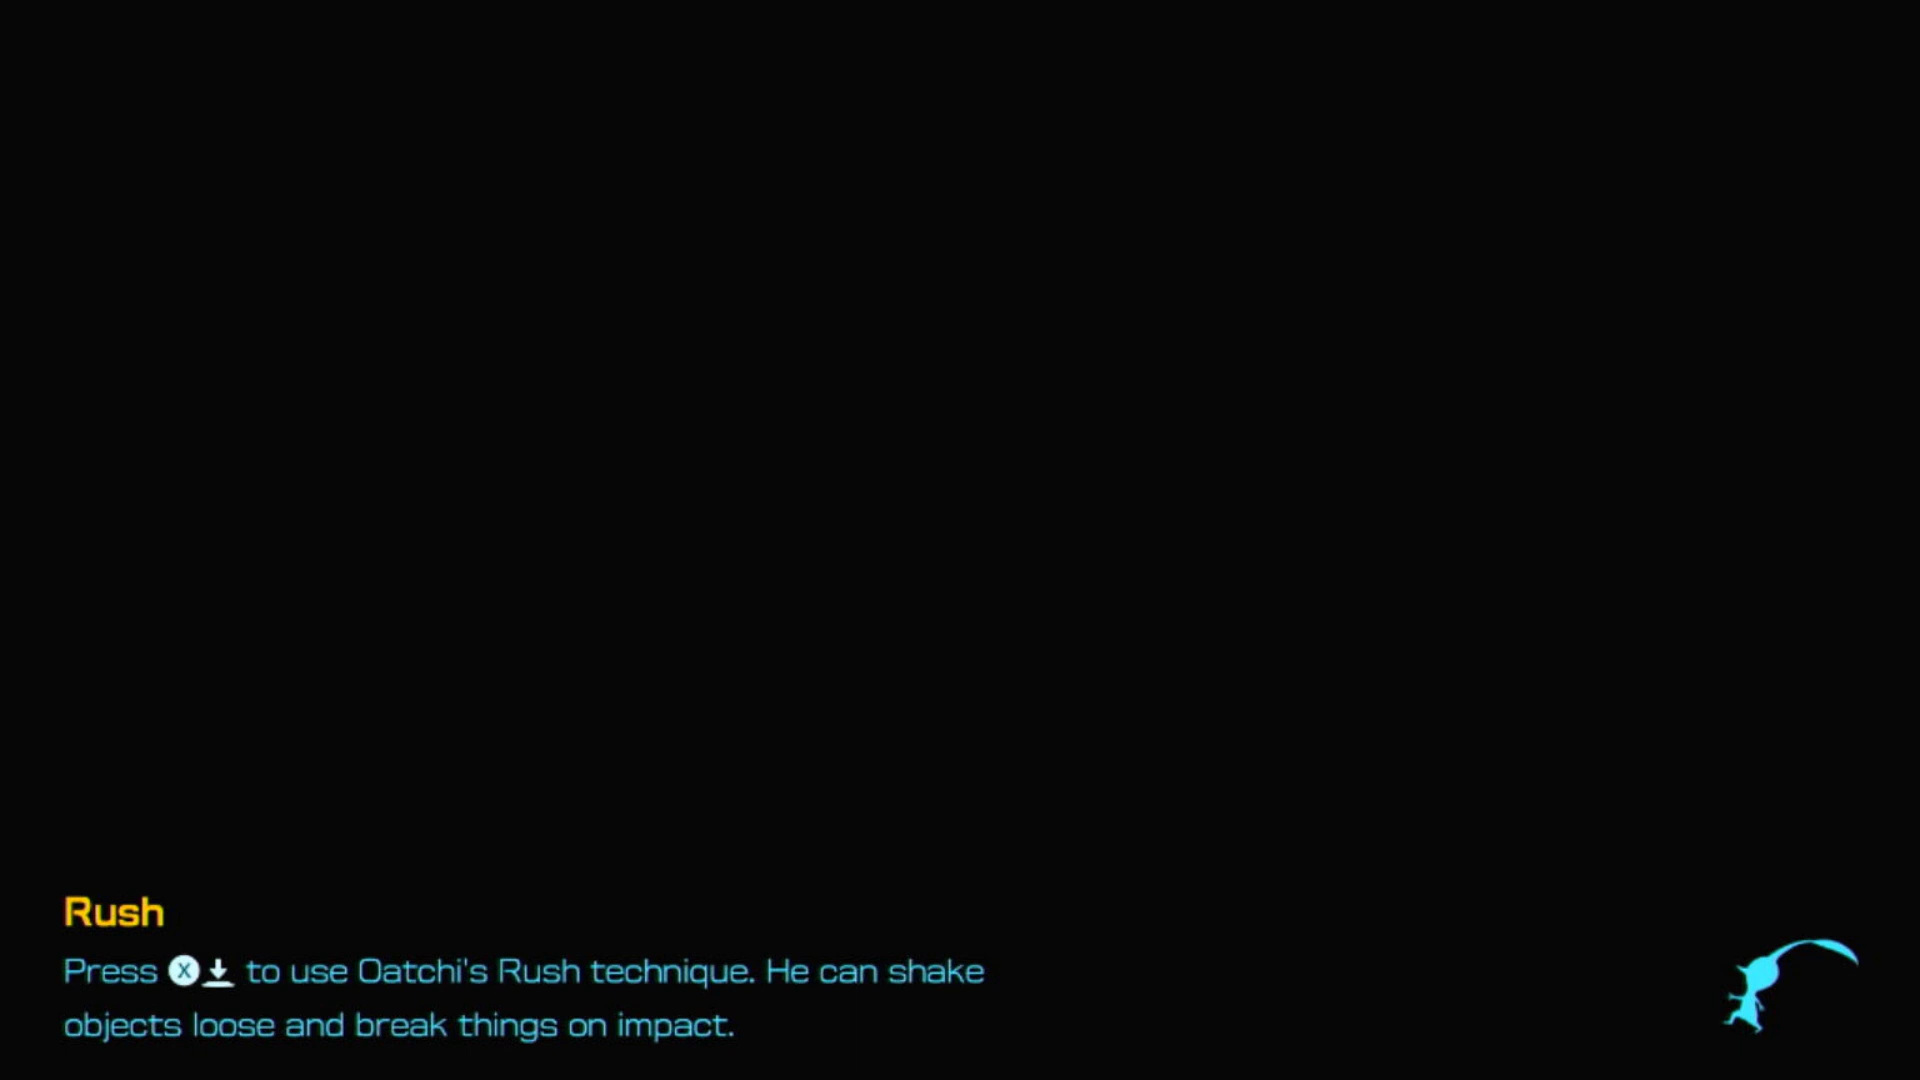 Rush
Press X to use Oatchi's Rush technique. He can shake
objects loose and break things on impact.